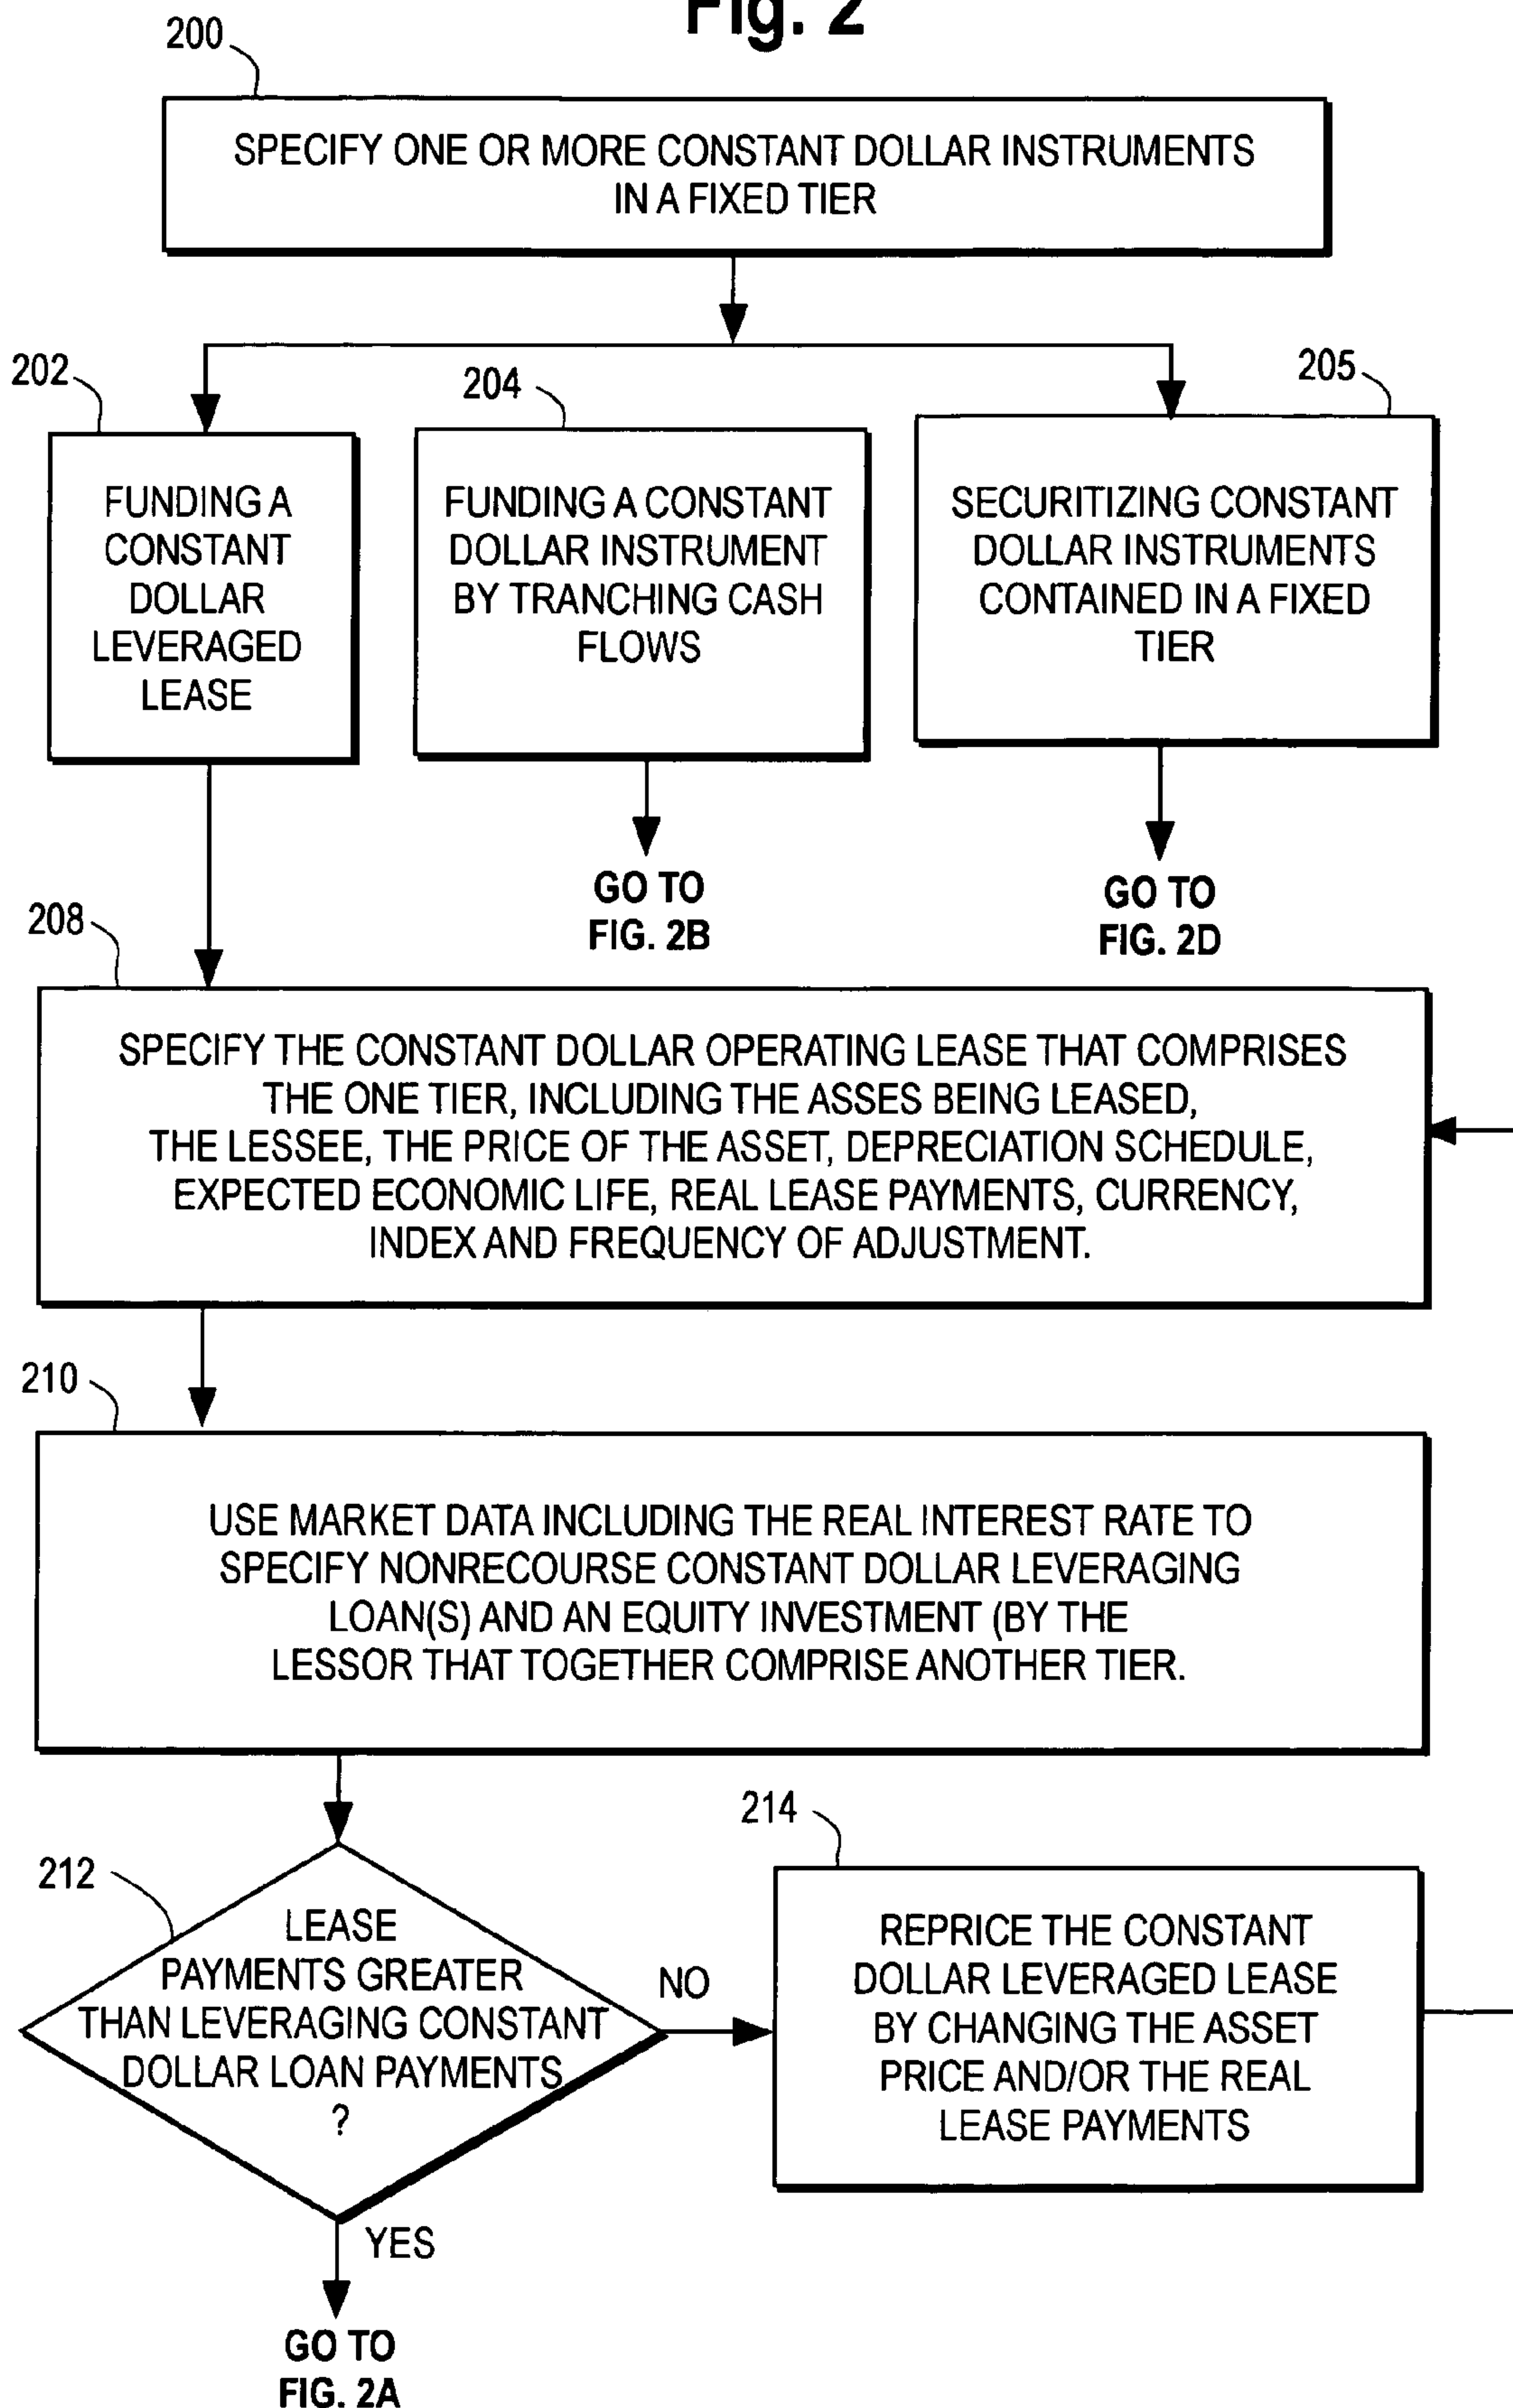 Fig. 2
200
SPECIFY ONE OR MORE CONSTANT DOLLAR INSTRUMENTS
IN A FIXED TIER
202
204
205
FUNDING A
CONSTANT
DOLLAR
LEVERAGED
LEASE
FUNDING A CONSTANT
DOLLAR INSTRUMENT
BY TRANCHING CASH
FLOWS
SECURITIZING CONSTANT
DOLLAR INSTRUMENTS
CONTAINED IN A FIXED
TIER
GO TO
FIG. 2B
GO TO
FIG. 2D
208
SPECIFY THE CONSTANT DOLLAR OPERATING LEASE THAT COMPRISES
THE ONE TIER, INCLUDING THE ASSES BEING LEASED,
THE LESSEE, THE PRICE OF THE ASSET, DEPRECIATION SCHEDULE,
EXPECTED ECONOMIC LIFE, REAL LEASE PAYMENTS, CURRENCY,
INDEX AND FREQUENCY OF ADJUSTMENT.
210
USE MARKET DATA INCLUDING THE REAL INTEREST RATE TO
SPECIFY NONRECOURSE CONSTANT DOLLAR LEVERAGING
LOAN(S) AND AN EQUITY INVESTMENT (BY THE
LESSOR THAT TOGETHER COMPRISE ANOTHER TIER.
212
LEASE
PAYMENTS GREATER
THAN LEVERAGING CONSTANT
DOLLAR LOAN PAYMENTS
?
NO
214
REPRICE THE CONSTANT
DOLLAR LEVERAGED LEASE
BY CHANGING THE ASSET
PRICE AND/OR THE REAL
LEASE PAYMENTS
YES
GO TO
FIG. 2A